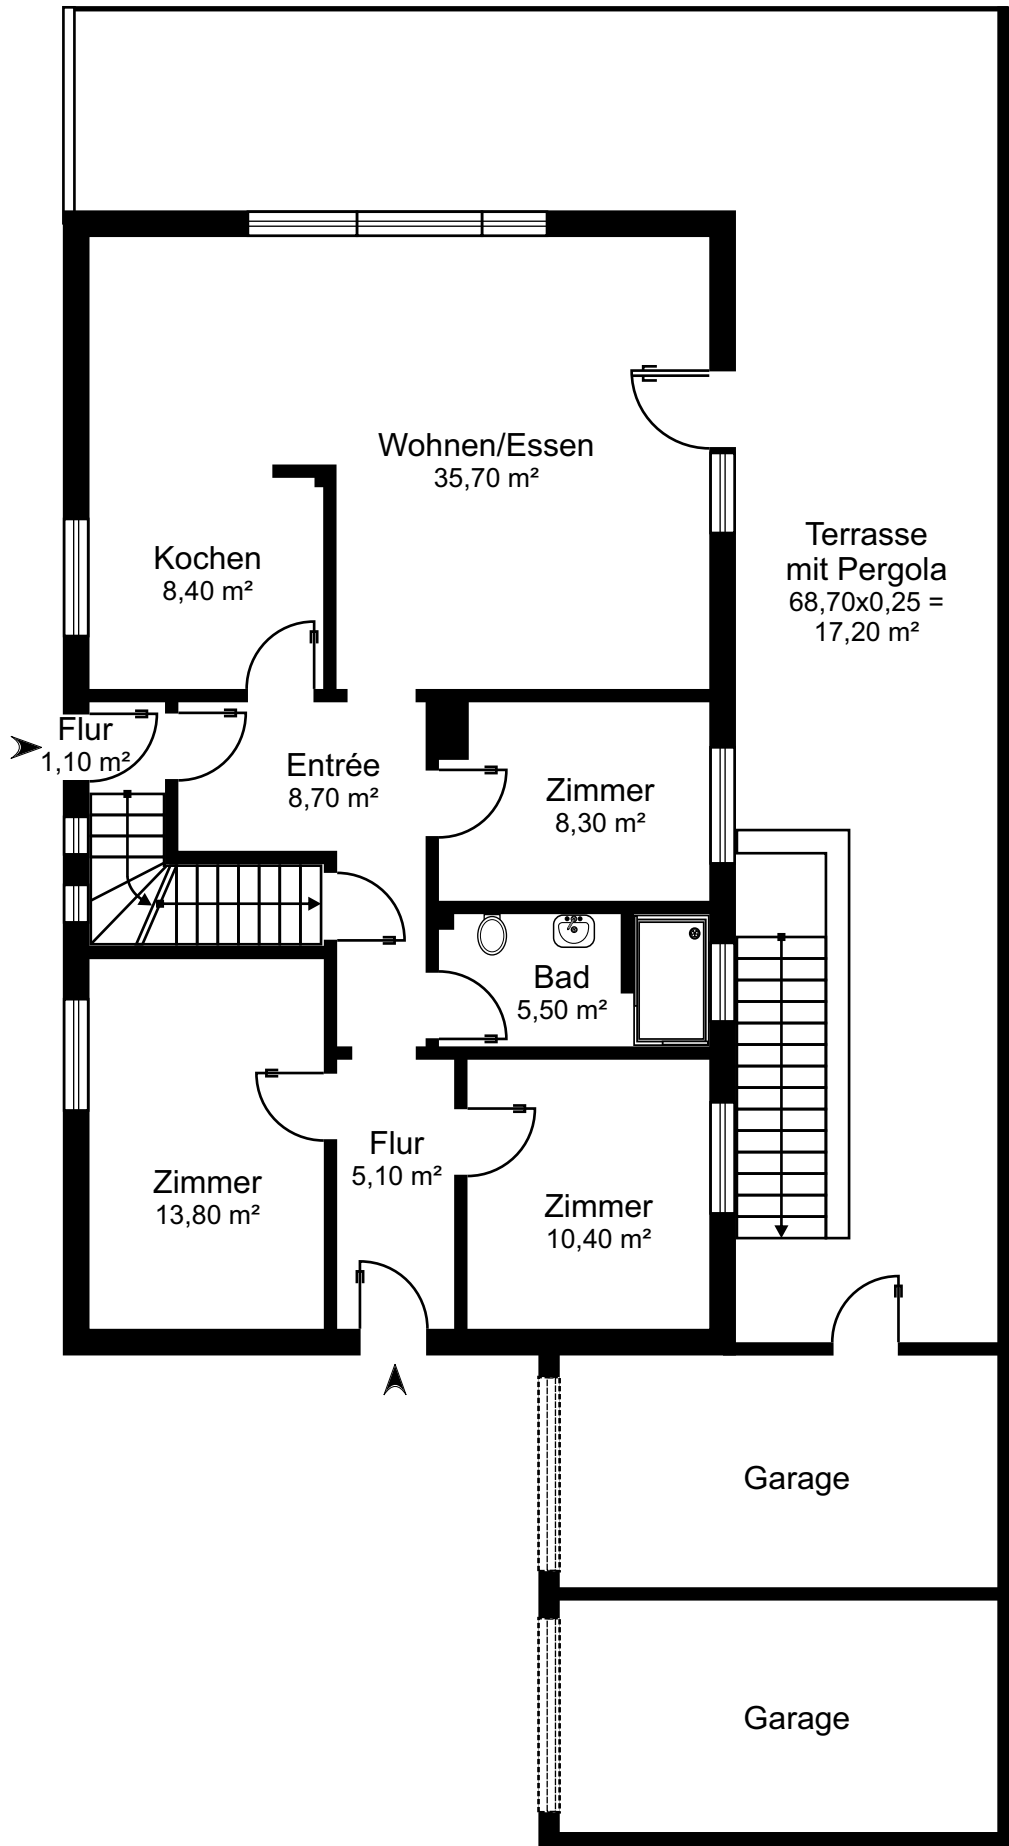 Wohnen/Essen
35,70 m²
Terrasse
mit Pergola
68,70x0,25 =
17,20 m²
Kochen
8,40 m²
Flur
1,10 m²
Entrée
8,70 m²
Zimmer
8,30 m²
Bad
5,50 m²
Flur
5,10 m²
Zimmer
13,80 m²
Zimmer
10,40 m²
Garage
Garage